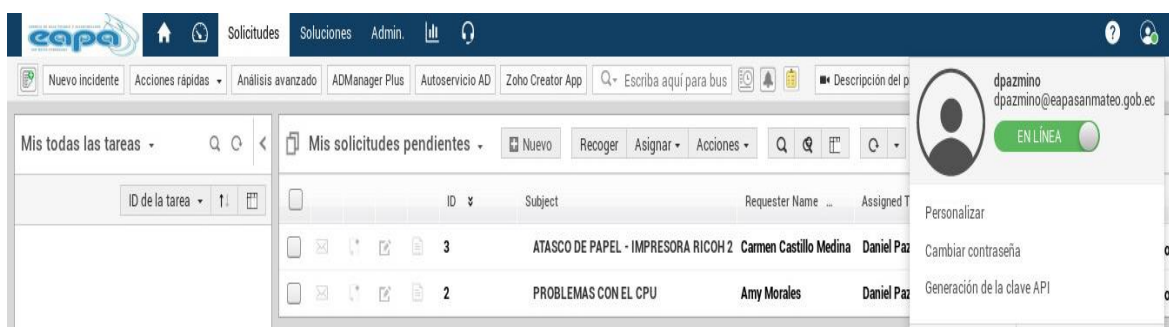 eapa
Solicitudes Soluciones Admin.
Nuevo incidente Acciones rápidas Análisis avanzado ADManager Plus Autoservicio AD Zoho Creator App Escriba aquí para bus Descripción del p
dpazmino
dpazmino@eapasanmateo.gob.ec
EN LÍNEA
Mis todas las tareas Mis solicitudes pendientes Nuevo Recoger Asignar Acciones
ID de la tarea ID Subject Requester Name ... Assigned T
Personalizar
3 ATASCO DE PAPEL - IMPRESORA RICOH 2 Carmen Castillo Medina Daniel Paz
Cambiar contraseña
2 PROBLEMAS CON EL CPU Amy Morales Daniel Paz
Generación de la clave API